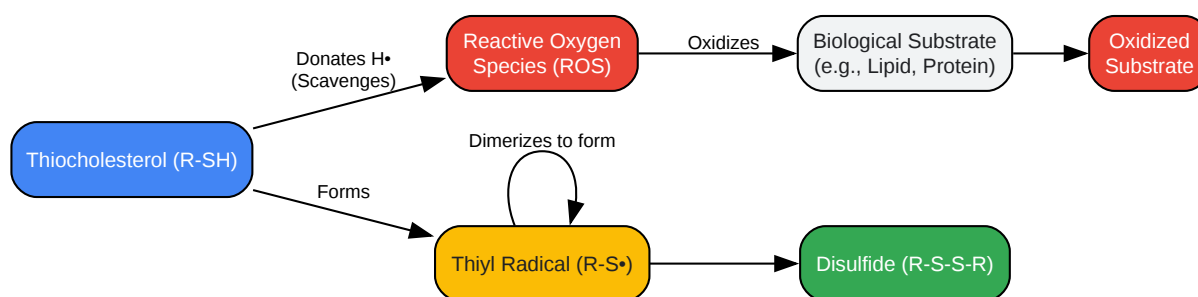 Donates H•
(Scavenges)
Reactive Oxygen
Species (ROS)
Oxidizes
Biological Substrate
(e.g., Lipid, Protein)
Oxidized
Substrate
Thiocholesterol (R-SH)
Dimerizes to form
Forms
Thiyl Radical (R-S•)
Disulfide (R-S-S-R)